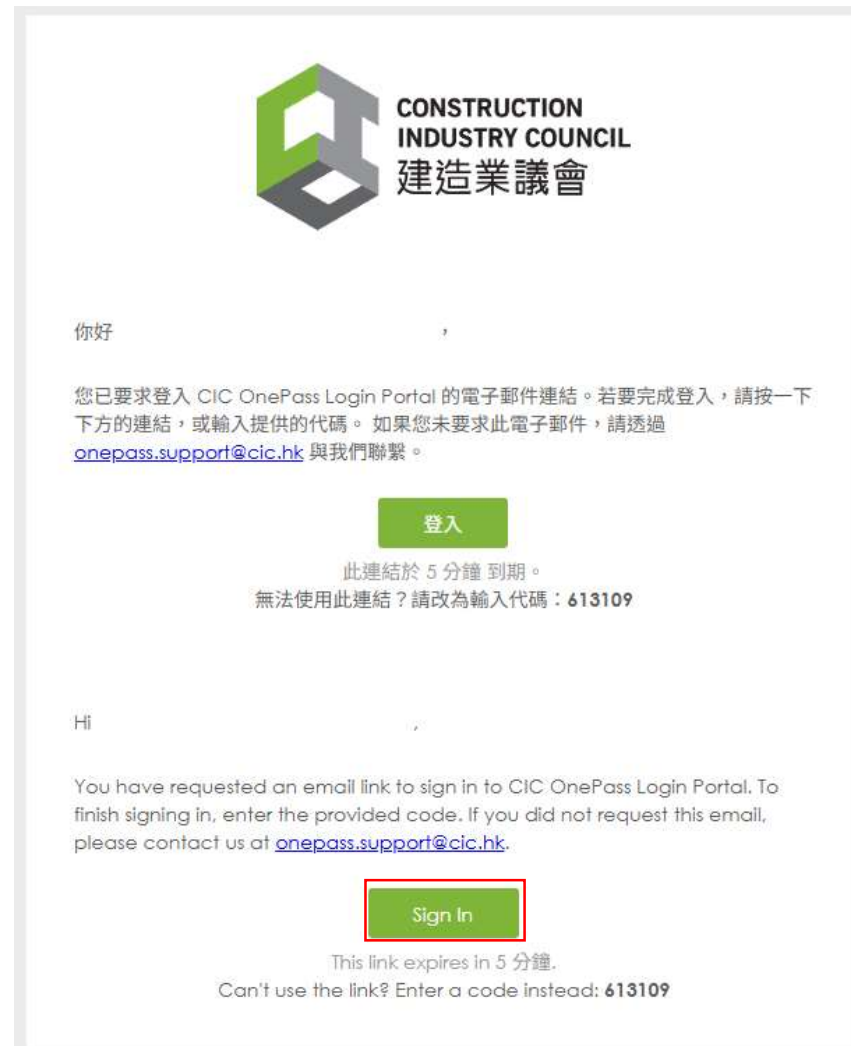 CONSTRUCTION
INDUSTRY COUNCIL
建造業議會
你好 ，
您已要求登入 CIC OnePass Login Portal 的電子郵件連結。若要完成登入，請按一下
下方的連結，或輸入提供的代碼。 如果您未要求此電子郵件，請透過
onepass.support@cic.hk 與我們聯繫。
登入
此連結於 5 分鐘 到期。
無法使用此連結？請改為輸入代碼：613109
Hi ,
You have requested an email link to sign in to CIC OnePass Login Portal. To
finish signing in, enter the provided code. If you did not request this email,
please contact us at onepass.support@cic.hk.
Sign In
This link expires in 5 分鐘.
Can't use the link? Enter a code instead: 613109